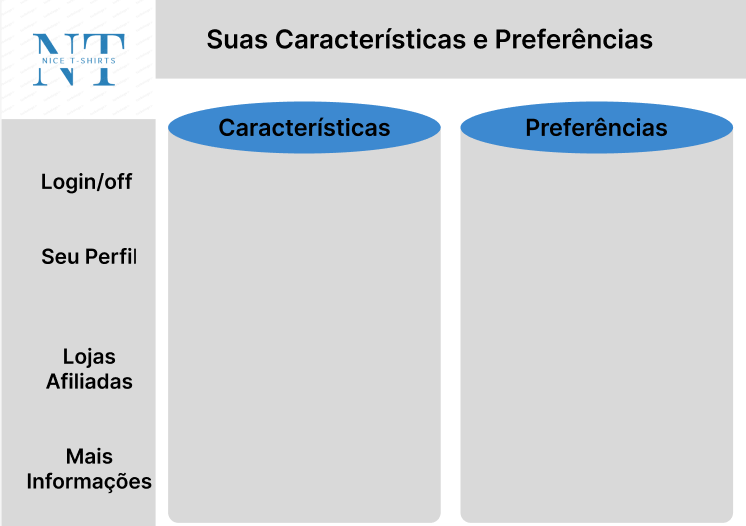 NT
NICE T-SHIRTS
Suas Características e Preferências
Características
Preferências
Login/off
Seu Perfil
Lojas
Afiliadas
Mais
Informações